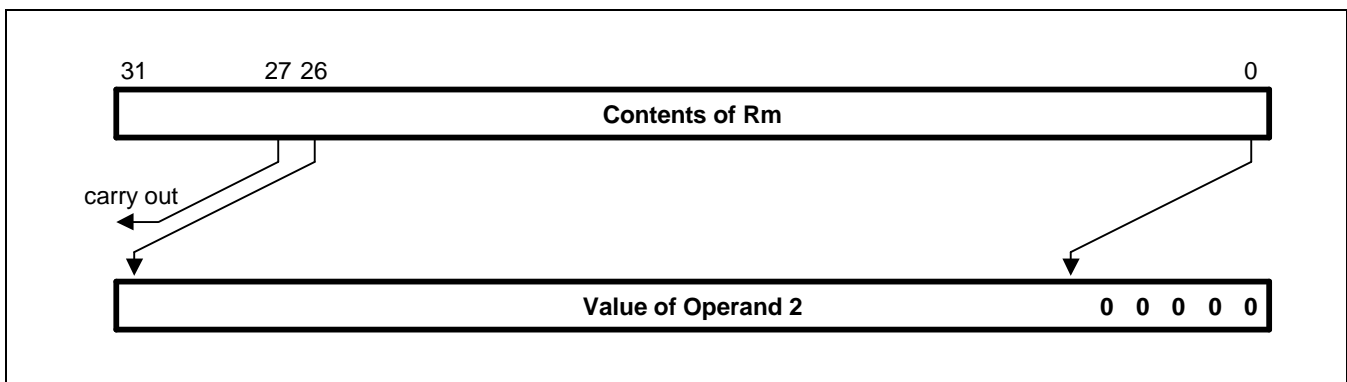 31 27 26 0
Contents of Rm
carry out
Value of Operand 2 0 0 0 0 0